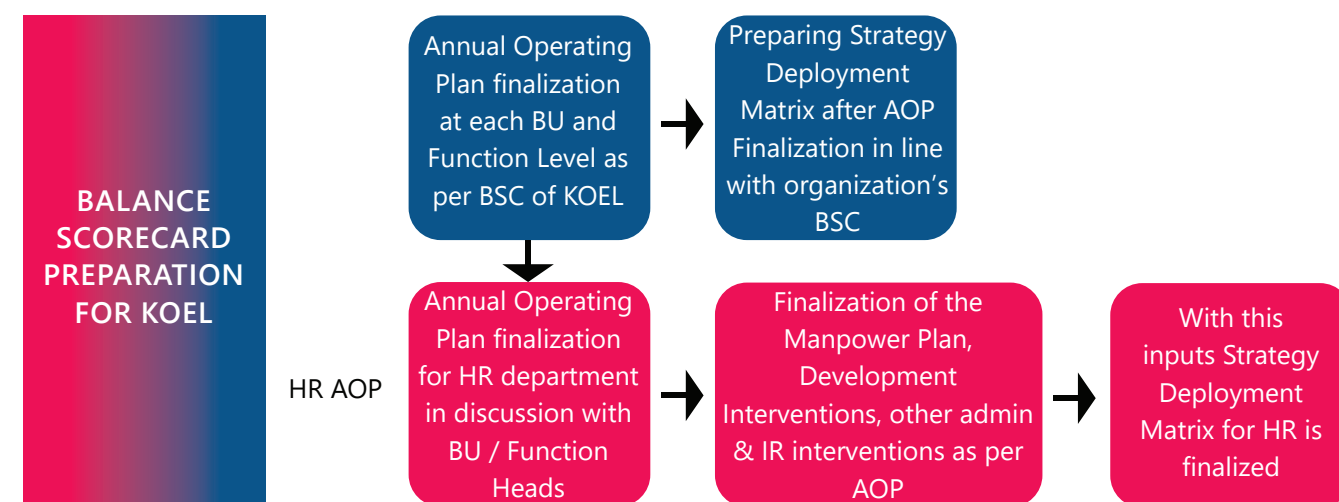 BALANCE
SCORECARD
PREPARATION
FOR KOEL
Annual Operating
Plan finalization
at each BU and
Function Level as
per BSC of KOEL
Preparing Strategy
Deployment
Matrix after AOP
Finalization in line
with organization’s
BSC
HR AOP
Annual Operating
Plan finalization
for HR department
in discussion with
BU / Function
Heads
Finalization of the
Manpower Plan,
Development
Interventions, other admin
& IR interventions as per
AOP
With this
inputs Strategy
Deployment
Matrix for HR is
finalized